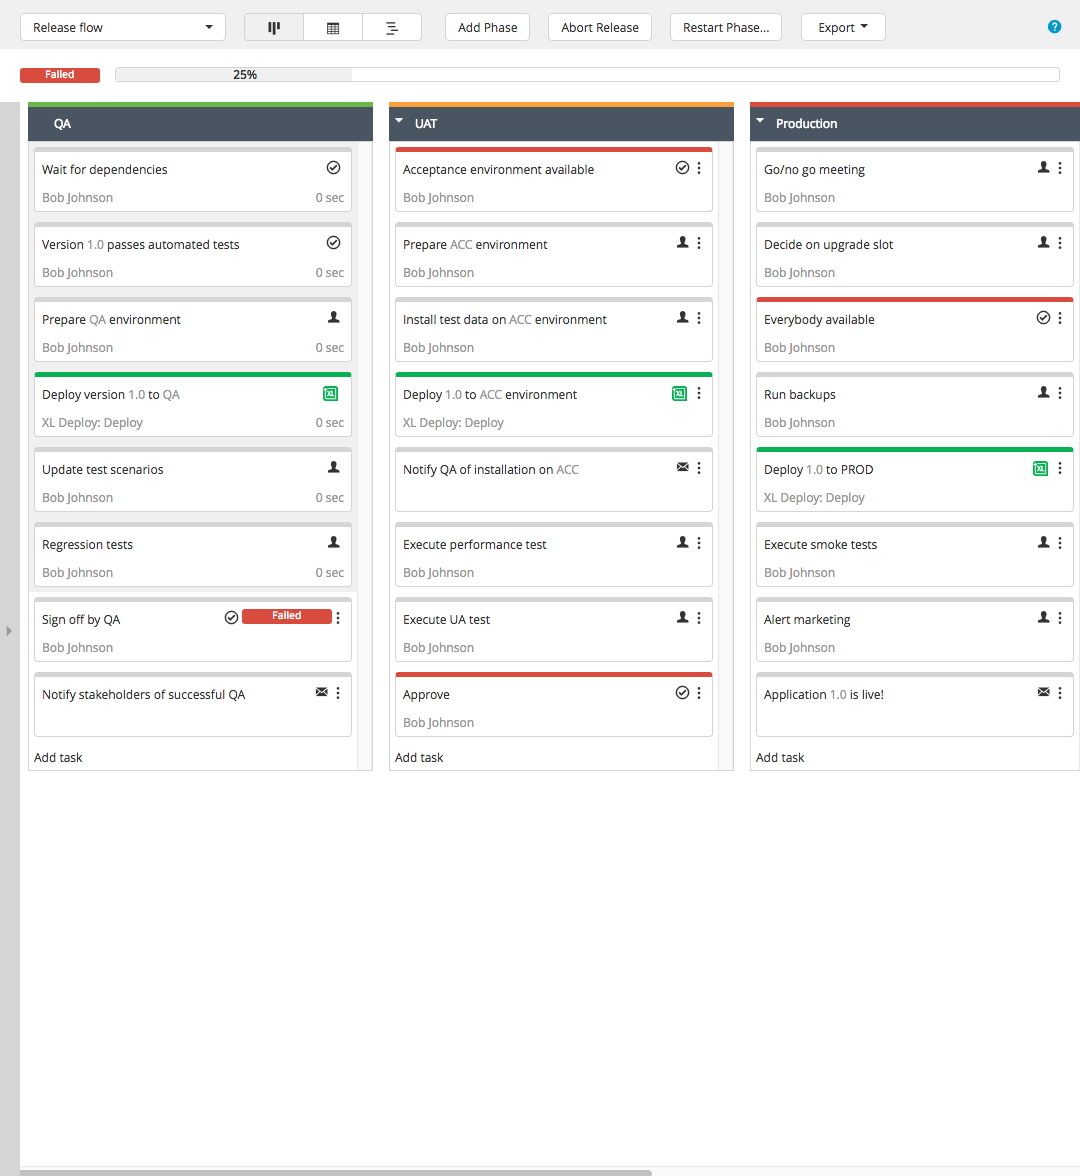 Release flow
Add Phase
Abort Release
Restart Phase...
Export
?
Failed
25%
QA
Wait for dependencies
Bob Johnson
0 sec
Version 1.0 passes automated tests
Bob Johnson
0 sec
Prepare QA environment
Bob Johnson
0 sec
Deploy version 1.0 to QA
XL
XL Deploy: Deploy
0 sec
Update test scenarios
Bob Johnson
0 sec
Regression tests
Bob Johnson
0 sec
Sign off by QA
Failed
Bob Johnson
Notify stakeholders of successful QA
Add task
UAT
Acceptance environment available
Bob Johnson
Prepare ACC environment
Bob Johnson
Install test data on ACC environment
Bob Johnson
Deploy 1.0 to ACC environment
XL
XL Deploy: Deploy
Notify QA of installation on ACC
Execute performance test
Bob Johnson
Execute UA test
Bob Johnson
Approve
Bob Johnson
Add task
Production
Go/no go meeting
Bob Johnson
Decide on upgrade slot
Bob Johnson
Everybody available
Bob Johnson
Run backups
Bob Johnson
Deploy 1.0 to PROD
XL
XL Deploy: Deploy
Execute smoke tests
Bob Johnson
Alert marketing
Bob Johnson
Application 1.0 is live!
Add task